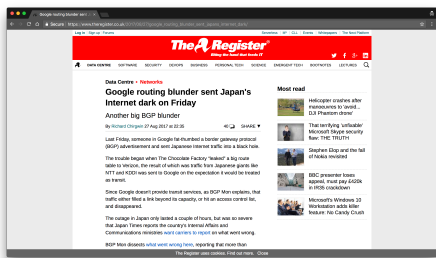 Google routing blunder sent J
Secure https://www.theregister.co.uk/2017/08/27/google_routing_blunder_sent_japans_internet_dark/
Log in Sign up Forums
Events Whitepapers The Next Platform
The A Register®
Biting the hand that feeds IT
DATA CENTRE SOFTWARE SECURITY DEVOPS BUSINESS PERSONAL TECH SCIENCE EMERGENT TECH BOOTNOTES LECTURES
Data Centre Networks
Google routing blunder sent Japan's
Internet dark on Friday
Another big BGP blunder
By Richard Chirgwin 27 Aug 2017 at 22:35
40 SHARE ▼
Last Friday, someone in Google fat-thumbed a border gateway protocol
(BGP) advertisement and sent Japanese Internet traffic into a black hole.
The trouble began when The Chocolate Factory "leaked" a big route
table to Verizon, the result of which was traffic from Japanese giants like
NTT and KDDI was sent to Google on the expectation it would be treated
as transit.
Since Google doesn't provide transit services, as BGP Mon explains, that
traffic either filled a link beyond its capacity, or hit an access control list,
and disappeared.
The outage in Japan only lasted a couple of hours, but was so severe
that Japan Times reports the country's Internal Affairs and
Communications ministries want carriers to report on what went wrong.
BGP Mon dissects what went wrong here, reporting that more than
Most read
Helicopter crashes after
manoeuvres to 'avoid...
DJI Phantom drone'
That terrifying 'unfixable'
Microsoft Skype security
flaw: THE TRUTH
Stephen Elop and the fall
of Nokia revisited
BBC presenter loses
appeal, must pay £420k
in IR35 crackdown
Microsoft's Windows 10
Workstation adds killer
feature: No Candy Crush
The Register uses cookies. Find out more. Close